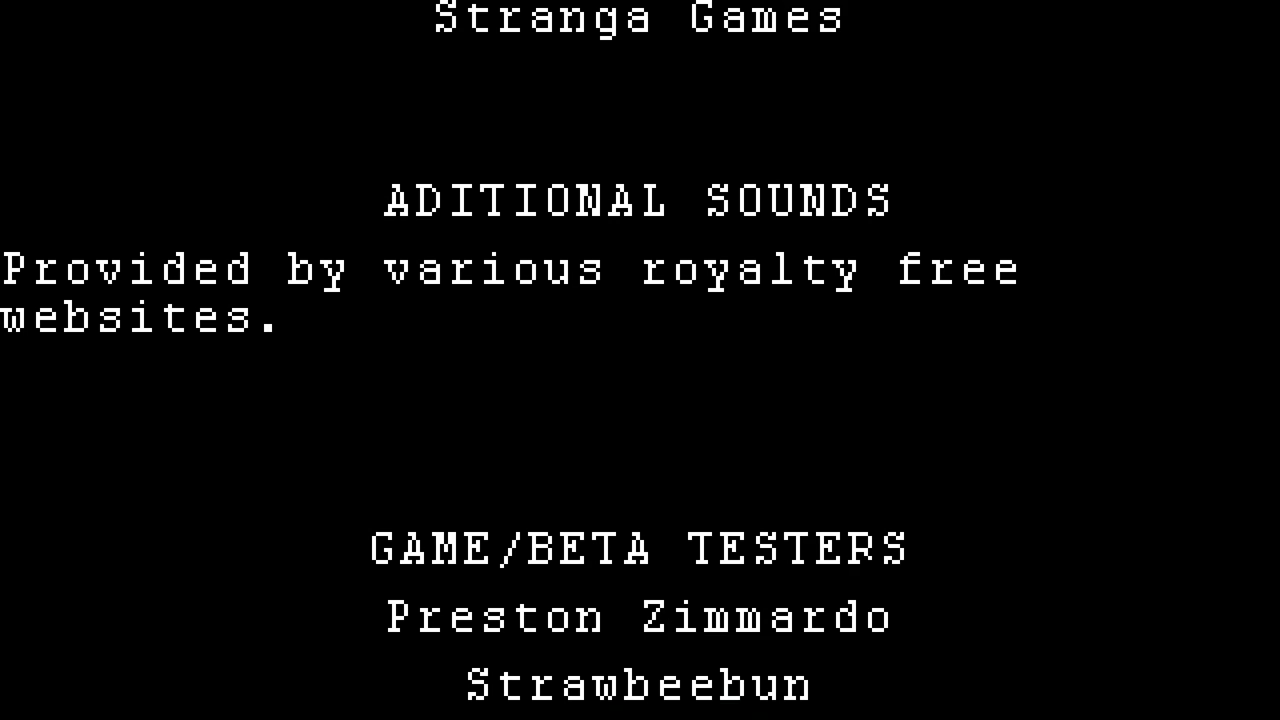 Stranga Games
ADITIONAL SOUNDS
Provided by various royalty free
websites.
GAME/BETA TESTERS
Preston Zimmardo
Strawbeebun